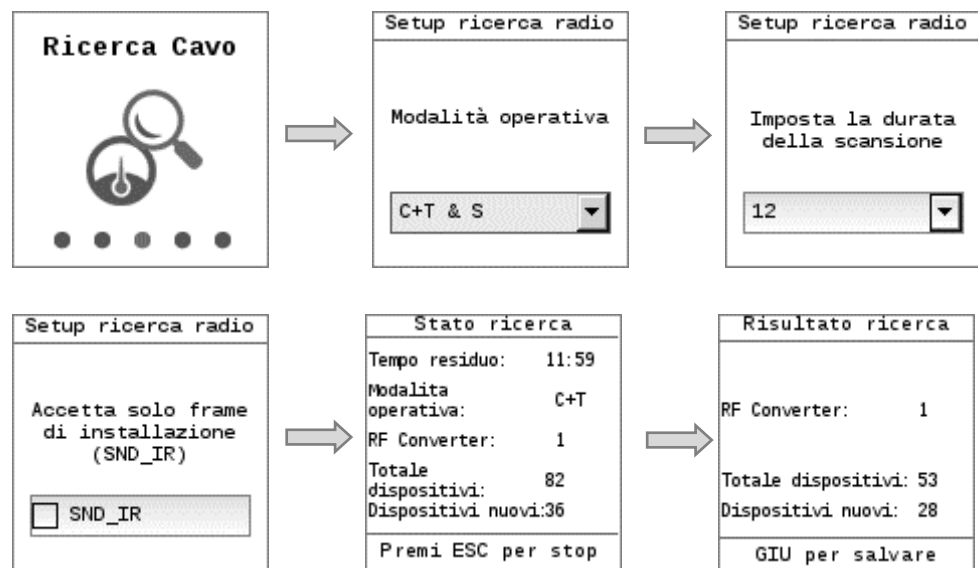 Ricerca Cavo
Setup ricerca radio
Modalità operativa
C+T & S
Setup ricerca radio
Imposta la durata
della scansione
12
Setup ricerca radio
Accetta solo frame
di installazione
(SND_IR)
SND_IR
Stato ricerca
Tempo residuo: 11:59
Modalita
operativa: C+T
RF Converter: 1
Totale
dispositivi: 82
Dispositivi nuovi:36
Premi ESC per stop
Risultato ricerca
RF Converter: 1
Totale dispositivi: 53
Dispositivi nuovi: 28
GIU per salvare